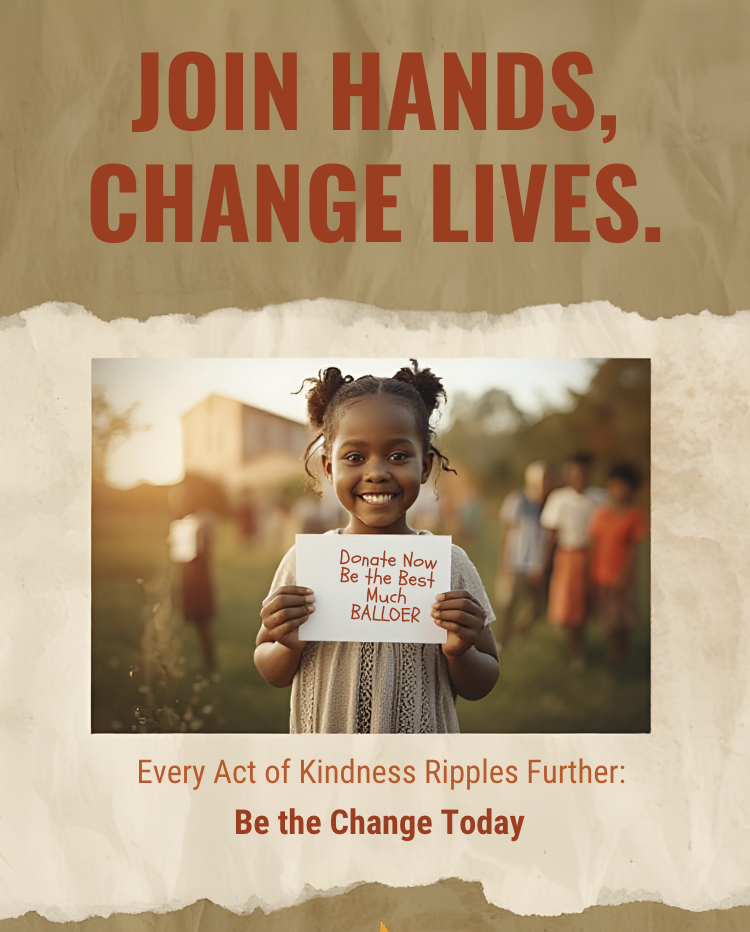 JOIN HANDS,
CHANGE LIVES.
Donate Now
Be the Best
Much
BALLOER
Every Act of Kindness Ripples Further:
Be the Change Today